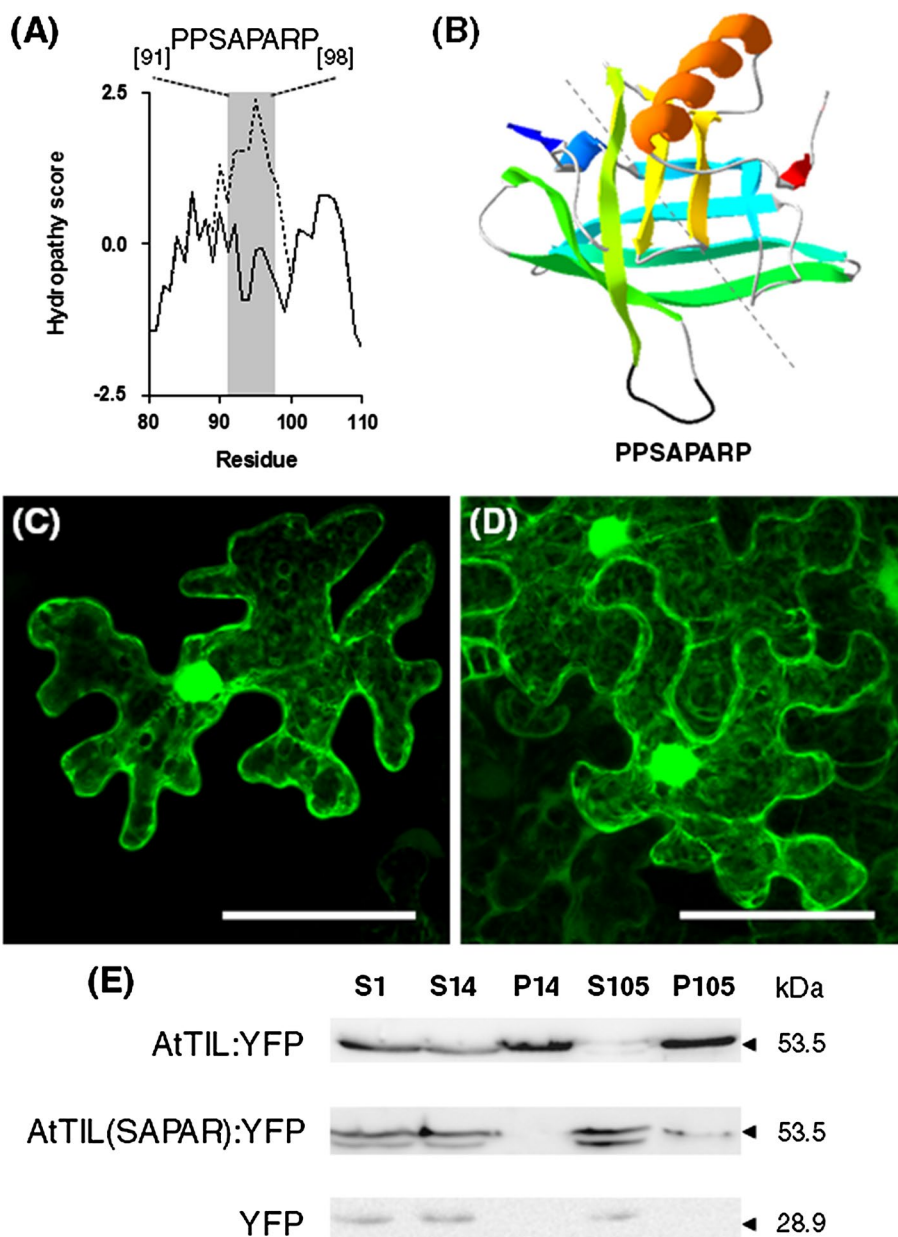 (A)
PPSAPARP
[91] [98]
2.5
0.0
-2.5
Hydropathy score
80 90 100 110
Residue
(B)
PPSAPARP
(C)
(D)
(E)
S1 S14 P14 S105 P105 kDa
AtTIL:YFP 53.5
AtTIL(SAPAR):YFP 53.5
YFP 28.9